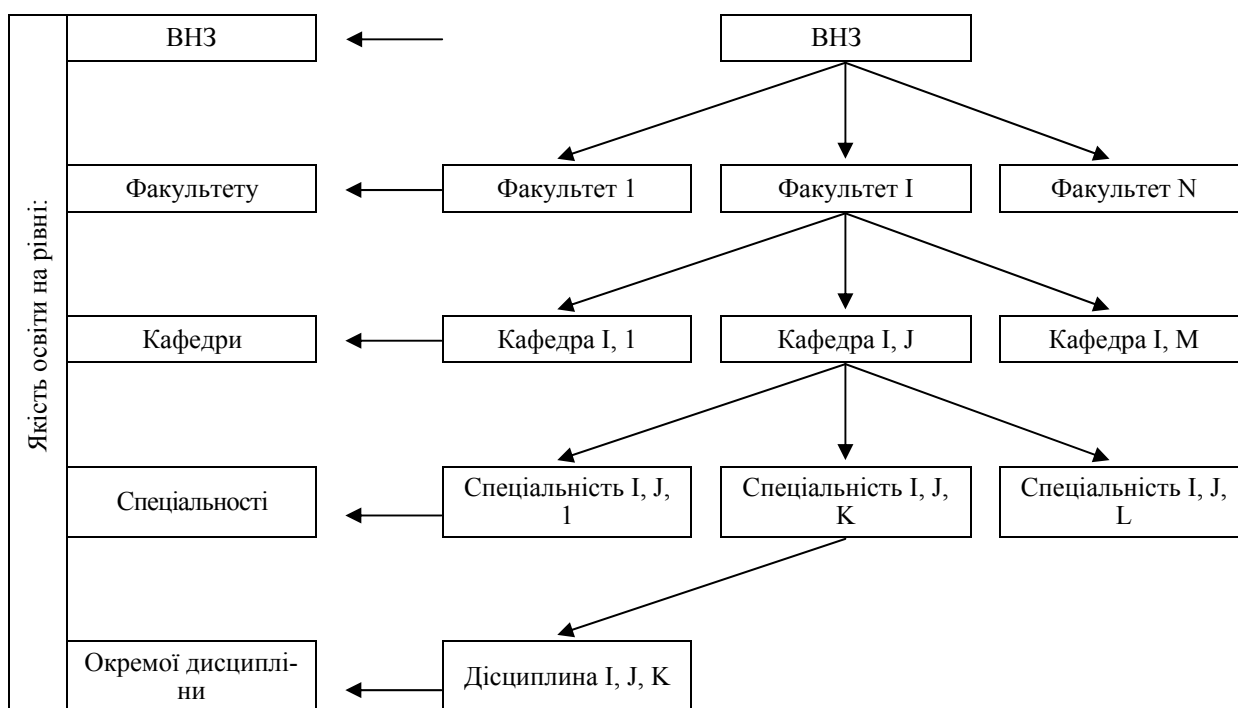 Якість освіти на рівні:
ВНЗ
ВНЗ
Факультету
Факультет 1
Факультет I
Факультет N
Кафедри
Кафедра I, 1
Кафедра I, J
Кафедра I, M
Спеціальності
Спеціальність I, J,
1
Спеціальність I, J,
K
Спеціальність I, J,
L
Окремої дисциплі-
ни
Дісциплина I, J, K